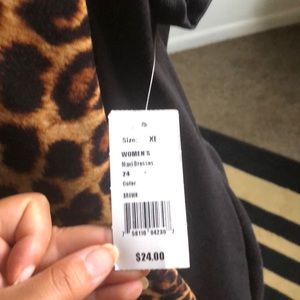 Size: XL
WOMEN'S
Maxi Dresses
24
Color
BROWN
$24.00